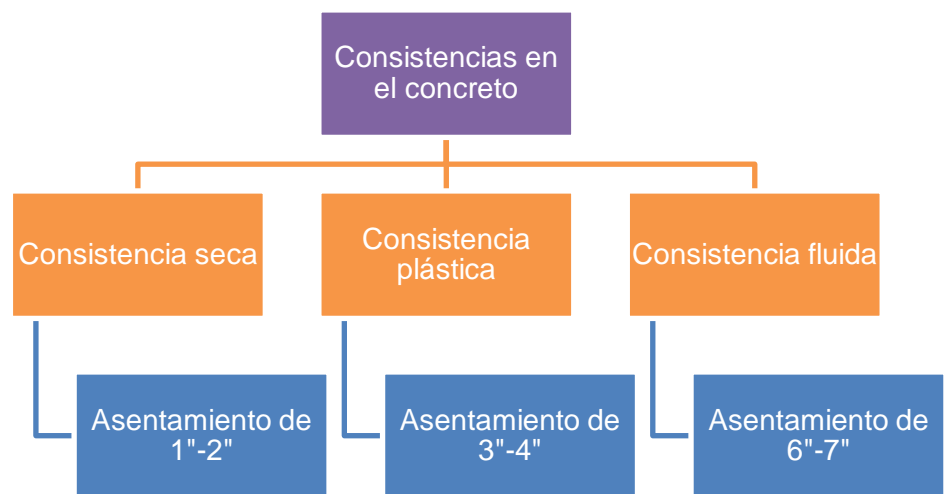 Consistencias en
el concreto
Consistencia seca
Consistencia
plástica
Consistencia fluida
Asentamiento de
1"-2"
Asentamiento de
3"-4"
Asentamiento de
6"-7"